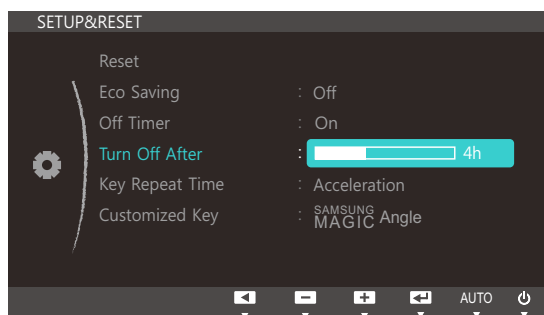 SETUP&RESET
Reset
Eco Saving : Off
Off Timer : On
Turn Off After : 4h
Key Repeat Time : Acceleration
Customized Key : SAMSUNG MAGIC Angle
AUTO